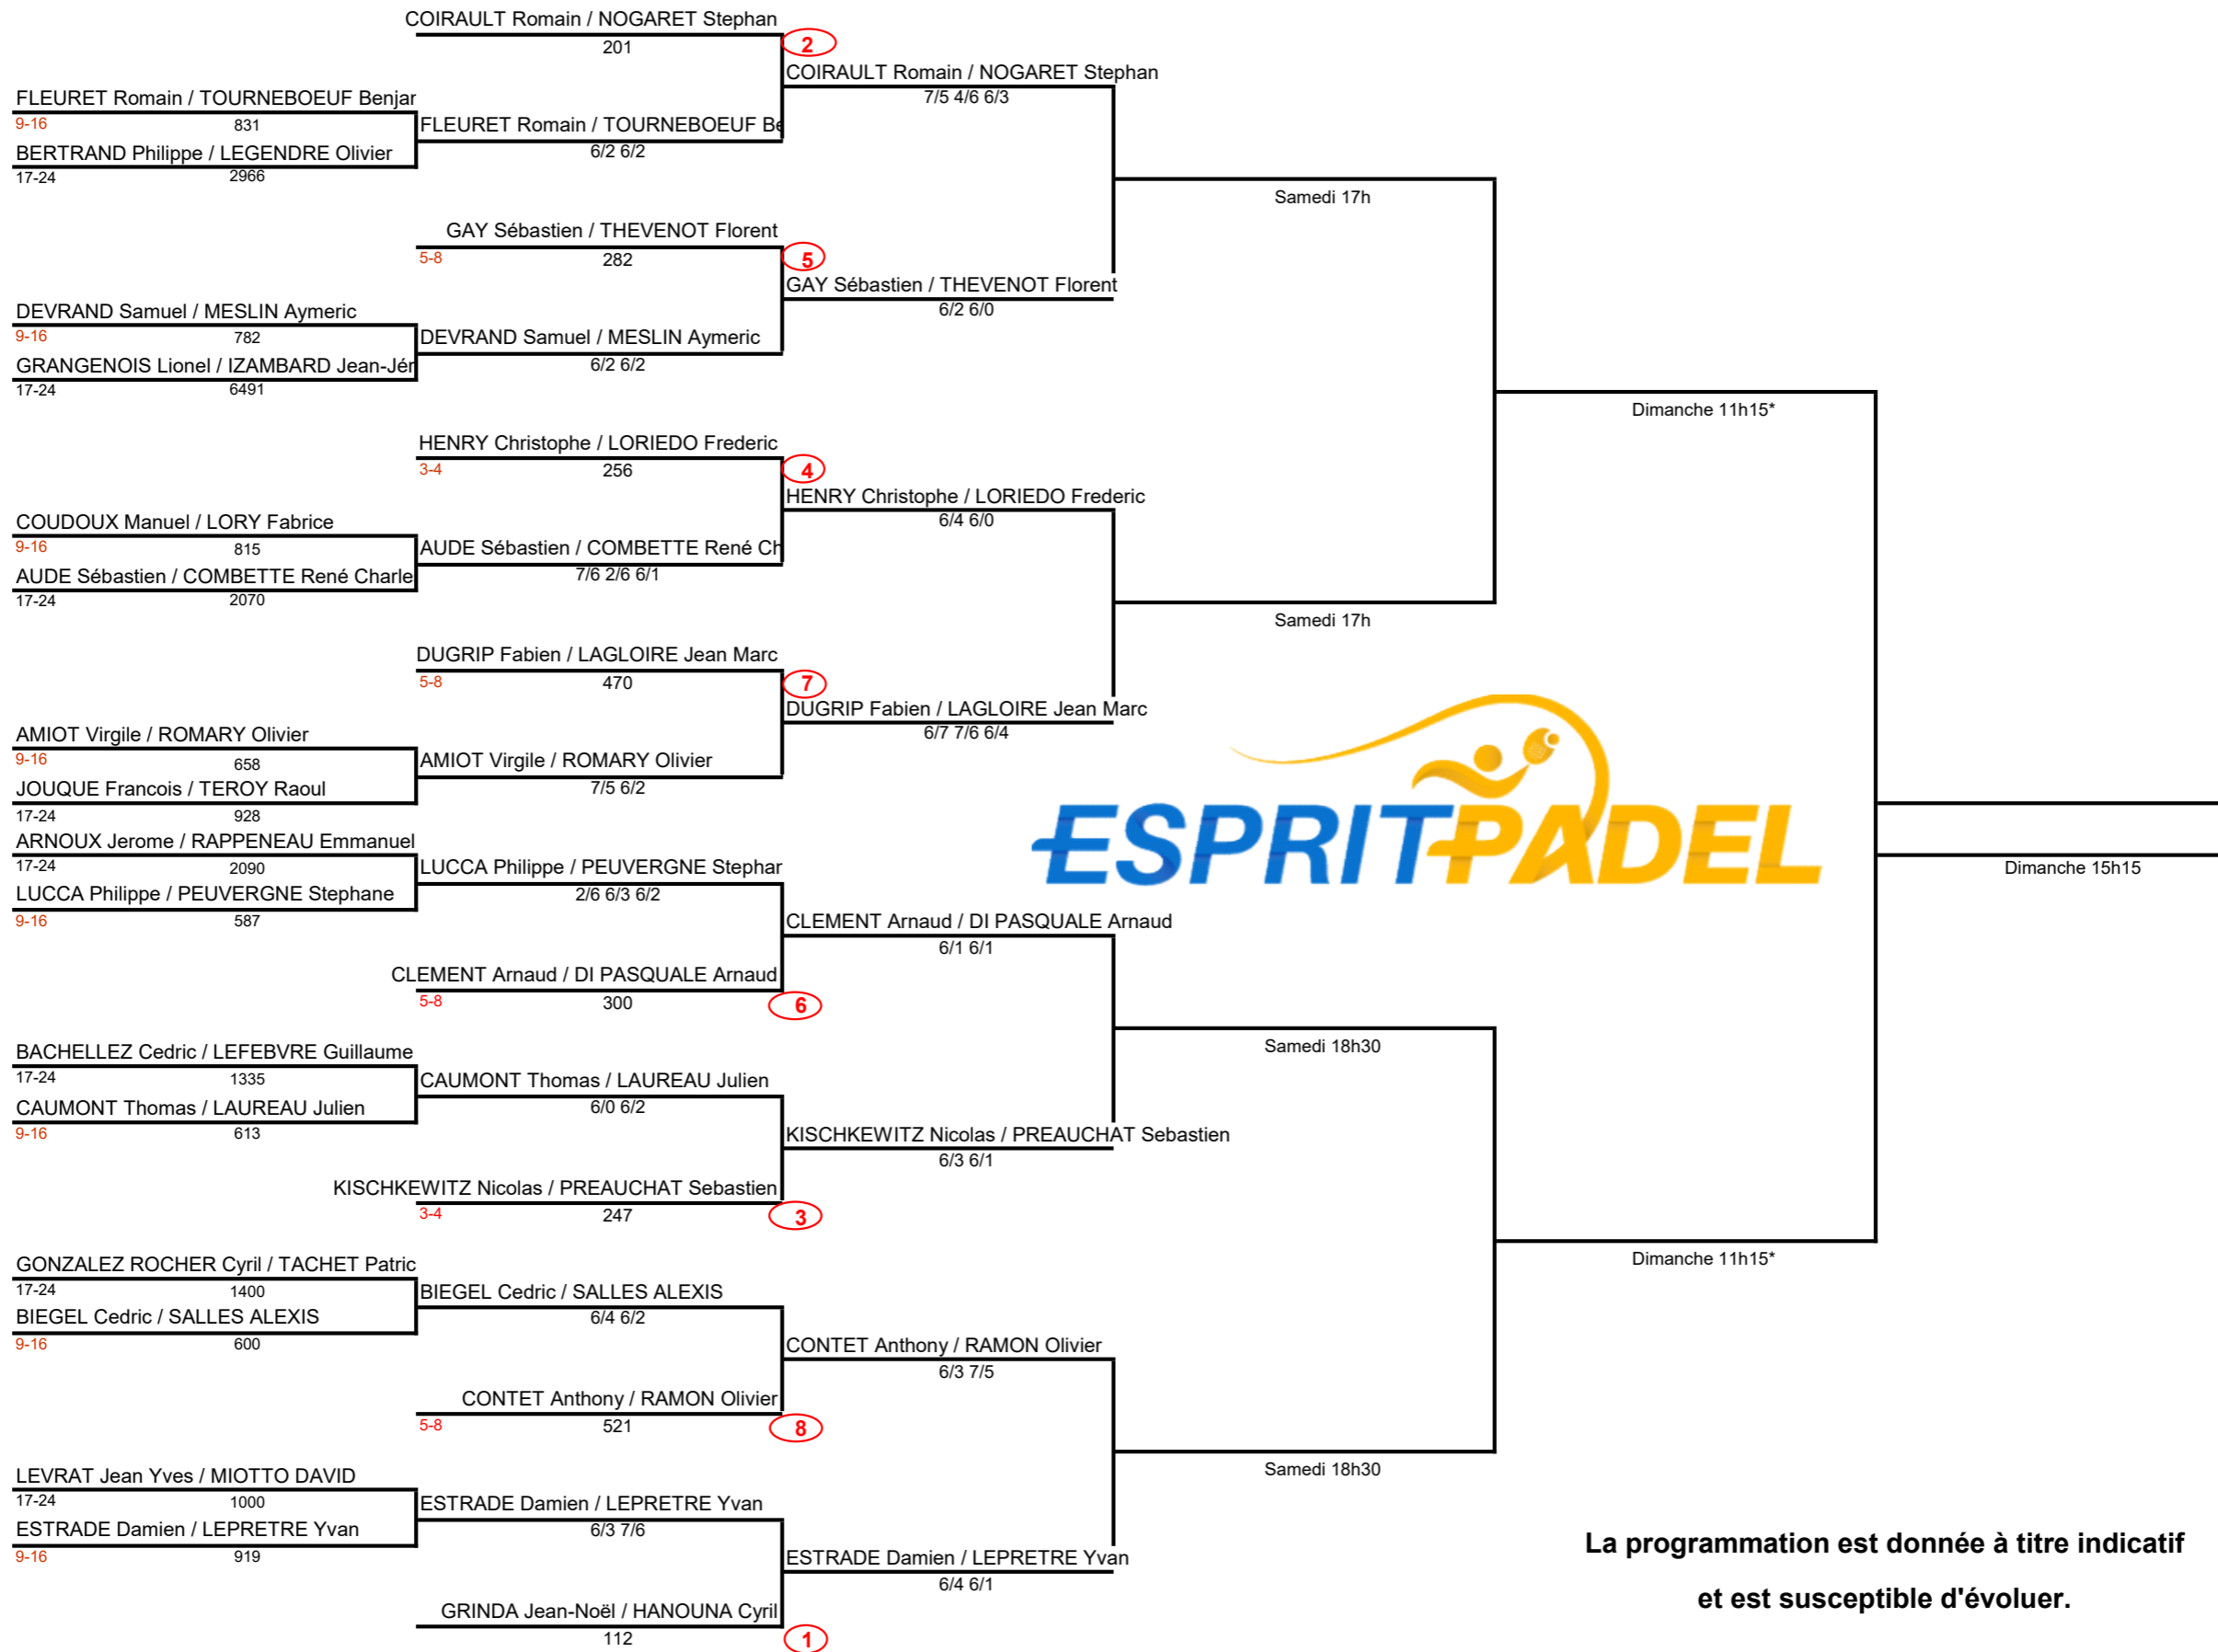 COIRAULT Romain / NOGARET Stephan
201
2
COIRAULT Romain / NOGARET Stephan
7/5 4/6 6/3
FLEURET Romain / TOURNEBOEUF Benjar
9-16 831
FLEURET Romain / TOURNEBOEUF Be
6/2 6/2
BERTRAND Philippe / LEGENDRE Olivier
17-24 2966
Samedi 17h
GAY Sébastien / THEVENOT Florent
5-8 282
5
GAY Sébastien / THEVENOT Florent
6/2 6/0
DEVRAND Samuel / MESLIN Aymeric
9-16 782
DEVRAND Samuel / MESLIN Aymeric
6/2 6/2
GRANGENOIS Lionel / IZAMBARD Jean-Jér
17-24 6491
Dimanche 11h15*
HENRY Christophe / LORIEDO Frederic
3-4 256
4
HENRY Christophe / LORIEDO Frederic
6/4 6/0
COUDOUX Manuel / LORY Fabrice
9-16 815
AUDE Sébastien / COMBETTE René Ch
7/6 2/6 6/1
AUDE Sébastien / COMBETTE René Charle
17-24 2070
Samedi 17h
DUGRIP Fabien / LAGLOIRE Jean Marc
5-8 470
7
DUGRIP Fabien / LAGLOIRE Jean Marc
6/7 7/6 6/4
AMIOT Virgile / ROMARY Olivier
9-16 658
AMIOT Virgile / ROMARY Olivier
7/5 6/2
JOUQUE Francois / TEROY Raoul
17-24 928
ESPRITPADEL
ARNOUX Jerome / RAPPENEAU Emmanuel
17-24 2090
LUCCA Philippe / PEUVERGNE Stephar
2/6 6/3 6/2
Dimanche 15h15
LUCCA Philippe / PEUVERGNE Stephane
9-16 587
CLEMENT Arnaud / DI PASQUALE Arnaud
6/1 6/1
CLEMENT Arnaud / DI PASQUALE Arnaud
5-8 300
6
Samedi 18h30
BACHELLEZ Cedric / LEFEBVRE Guillaume
17-24 1335
CAUMONT Thomas / LAUREAU Julien
6/0 6/2
CAUMONT Thomas / LAUREAU Julien
9-16 613
KISCHKEWITZ Nicolas / PREAUCHAT Sebastien
6/3 6/1
KISCHKEWITZ Nicolas / PREAUCHAT Sebastien
3-4 247
3
Dimanche 11h15*
GONZALEZ ROCHER Cyril / TACHET Patric
17-24 1400
BIEGEL Cedric / SALLES ALEXIS
6/4 6/2
BIEGEL Cedric / SALLES ALEXIS
9-16 600
CONTET Anthony / RAMON Olivier
6/3 7/5
CONTET Anthony / RAMON Olivier
5-8 521
8
Samedi 18h30
LEVRAT Jean Yves / MIOTTO DAVID
17-24 1000
ESTRADE Damien / LEPRETRE Yvan
6/3 7/6
ESTRADE Damien / LEPRETRE Yvan
9-16 919
ESTRADE Damien / LEPRETRE Yvan
6/4 6/1
GRINDA Jean-Noël / HANOUNA Cyril
112
1
La programmation est donnée à titre indicatif
et est susceptible d'évoluer.